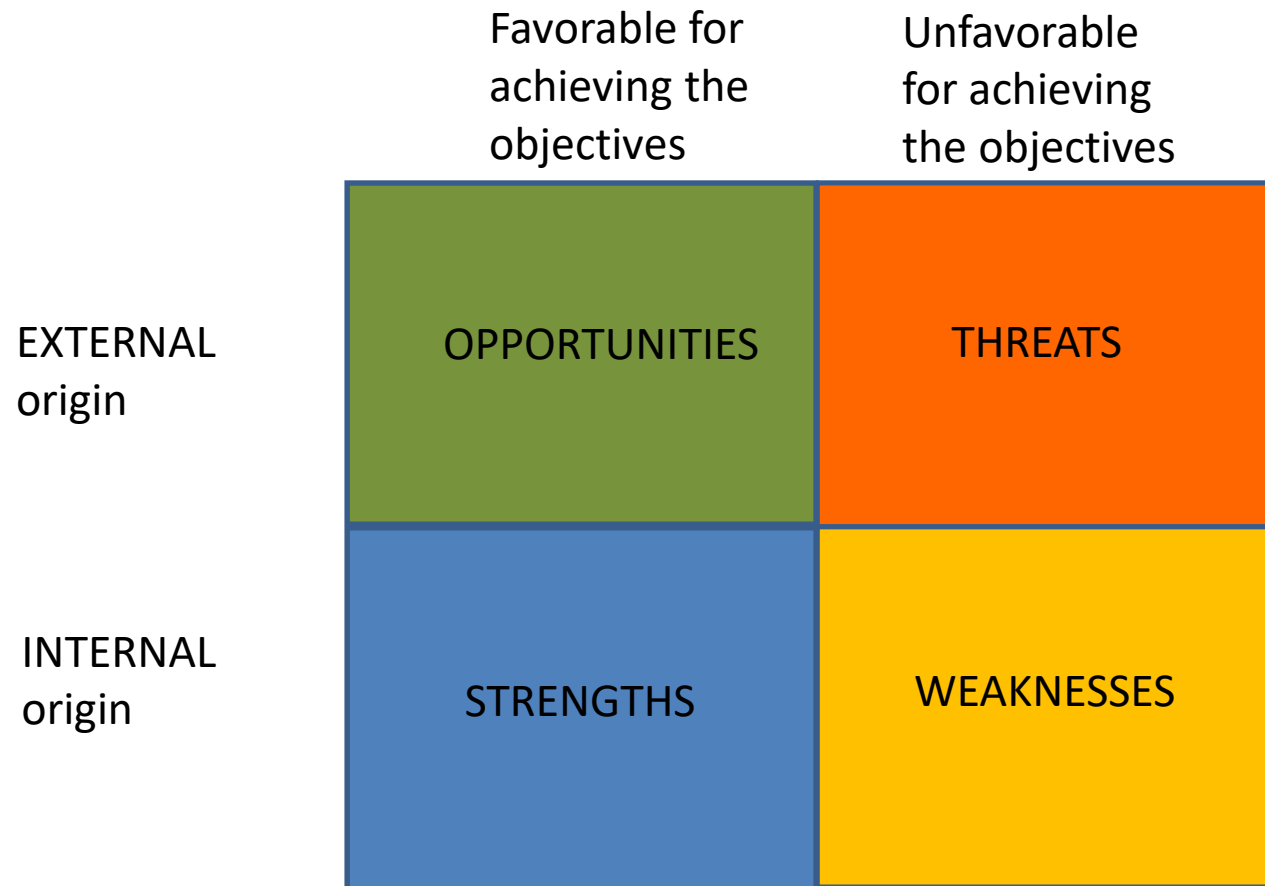 Favorable for
achieving the
objectives
Unfavorable
for achieving
the objectives
EXTERNAL
origin
OPPORTUNITIES
THREATS
INTERNAL
origin
STRENGTHS
WEAKNESSES